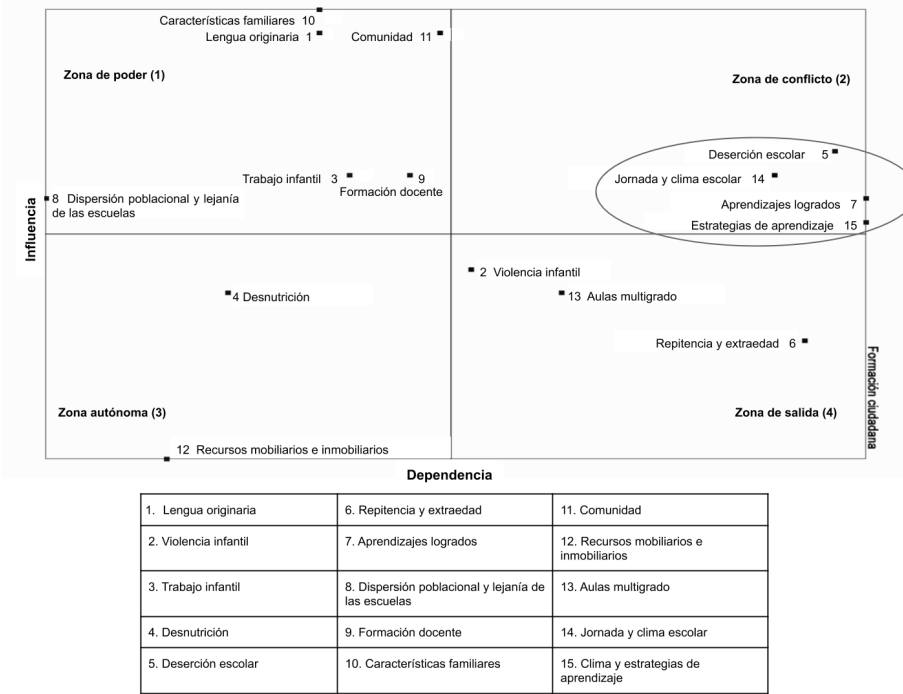 Características familiares 10
Lengua originaria 1
Comunidad 11
Zona de poder (1)
Zona de conflicto (2)
Deserción escolar 5
Trabajo infantil 3
9
Formación docente
Jornada y clima escolar 14
8 Dispersión poblacional y lejanía
de las escuelas
Aprendizajes logrados 7
Estrategias de aprendizaje 15
Influencia
2 Violencia infantil
4 Desnutrición
13 Aulas multigrado
Repitencia y extraedad 6
Formación ciudadana
Zona autónoma (3)
Zona de salida (4)
12 Recursos mobiliarios e inmobiliarios
Dependencia
1. Lengua originaria
6. Repitencia y extraedad
11. Comunidad
2. Violencia infantil
7. Aprendizajes logrados
12. Recursos mobiliarios e
inmobiliarios
3. Trabajo infantil
8. Dispersión poblacional y lejanía de
las escuelas
13. Aulas multigrado
4. Desnutrición
9. Formación docente
14. Jornada y clima escolar
5. Deserción escolar
10. Características familiares
15. Clima y estrategias de
aprendizaje